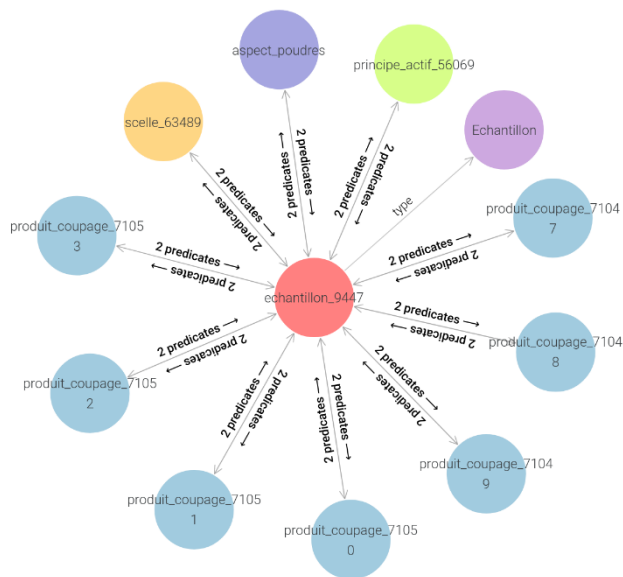 aspect_poudres
principe_actif_56069
scelle_63489
Echantillon
2 predicates →
← 2 predicates
2 predicates →
← 2 predicates
2 predicates →
← 2 predicates
type
produit_coupage_7105
3
produit_coupage_7104
7
2 predicates →
← 2 predicates
2 predicates →
← 2 predicates
echantillon_9447
2 predicates →
← 2 predicates
2 predicates →
← 2 predicates
produit_coupage_7104
8
produit_coupage_7105
2
2 predicates →
← 2 predicates
2 predicates →
← 2 predicates
2 predicates →
← 2 predicates
produit_coupage_7104
9
produit_coupage_7105
1
produit_coupage_7105
0